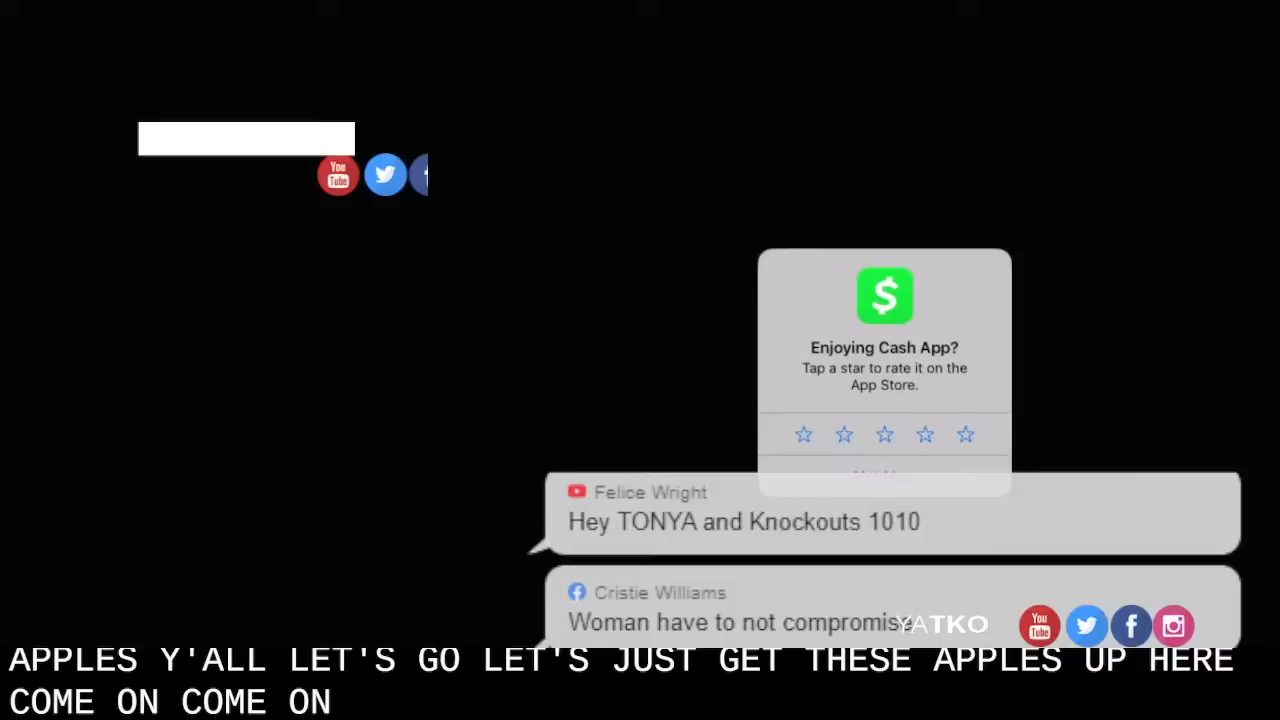 You
Tube
$
Enjoying Cash App?
Tap a star to rate it on the
App Store.
Felice Wright
Hey TONYA and Knockouts 1010
Cristie Williams
Woman have to not compromise
YATKO
You
Tube
APPLES Y'ALL LET'S GO LET'S JUST GET THESE APPLES UP HERE
COME ON COME ON